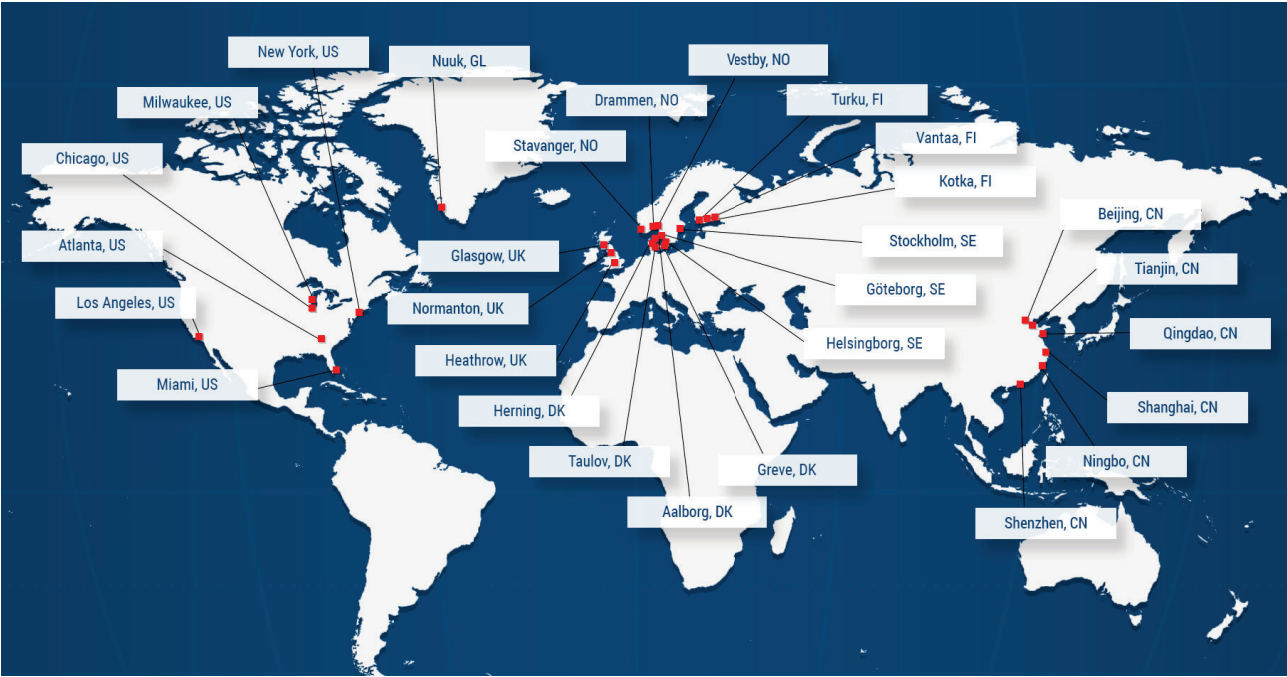 New York, US
Nuuk, GL
Vestby, NO
Milwaukee, US
Drammen, NO
Turku, FI
Stavanger, NO
Vantaa, FI
Chicago, US
Kotka, FI
Beijing, CN
Atlanta, US
Glasgow, UK
Stockholm, SE
Tianjin, CN
Los Angeles, US
Normanton, UK
Göteborg, SE
Qingdao, CN
Heathrow, UK
Helsingborg, SE
Miami, US
Herning, DK
Shanghai, CN
Taulov, DK
Greve, DK
Ningbo, CN
Aalborg, DK
Shenzhen, CN